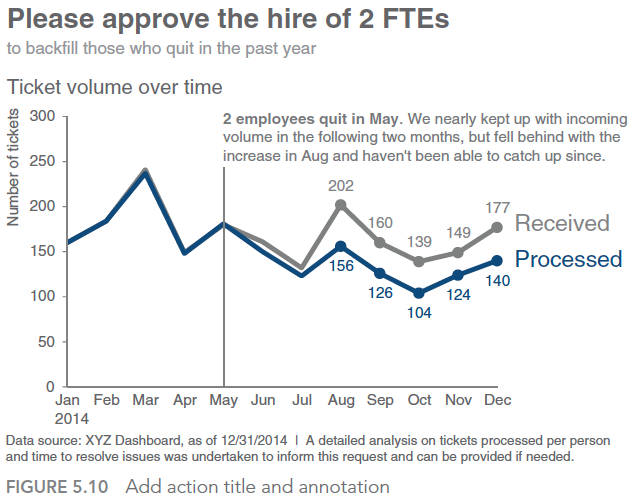 Please approve the hire of 2 FTEs
to backfill those who quit in the past year
Ticket volume over time
Number of tickets
300
250
200
150
100
50
0
2 employees quit in May. We nearly kept up with incoming
volume in the following two months, but fell behind with the
increase in Aug and haven't been able to catch up since.
202
160
139
149
177
Received
156
126
104
124
140
Processed
Jan Feb Mar Apr May Jun Jul Aug Sep Oct Nov Dec
2014
Data source: XYZ Dashboard, as of 12/31/2014 | A detailed analysis on tickets processed per person
and time to resolve issues was undertaken to inform this request and can be provided if needed.
FIGURE 5.10 Add action title and annotation